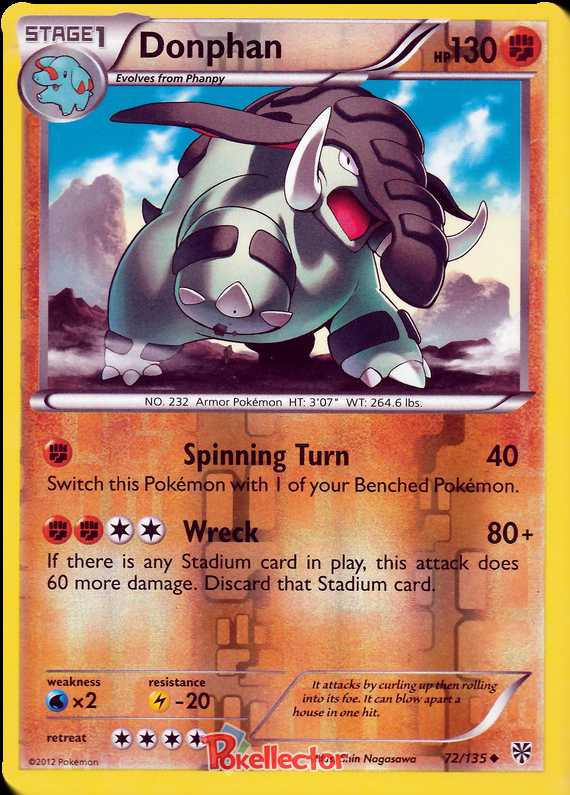 STAGE1
Donphan
HP130
Evolves from Phanpy
NO. 232 Armor Pokémon HT: 3'07" WT: 264.6 lbs.
Spinning Turn 40
Switch this Pokémon with 1 of your Benched Pokémon.
Wreck 80+
If there is any Stadium card in play, this attack does
60 more damage. Discard that Stadium card.
weakness resistance
×2 -20
It attacks by curling up then rolling
into its foe. It can blow apart a
house in one hit.
retreat
Pokellector
©2012 Pokémon Shin Nagasawa 72/135